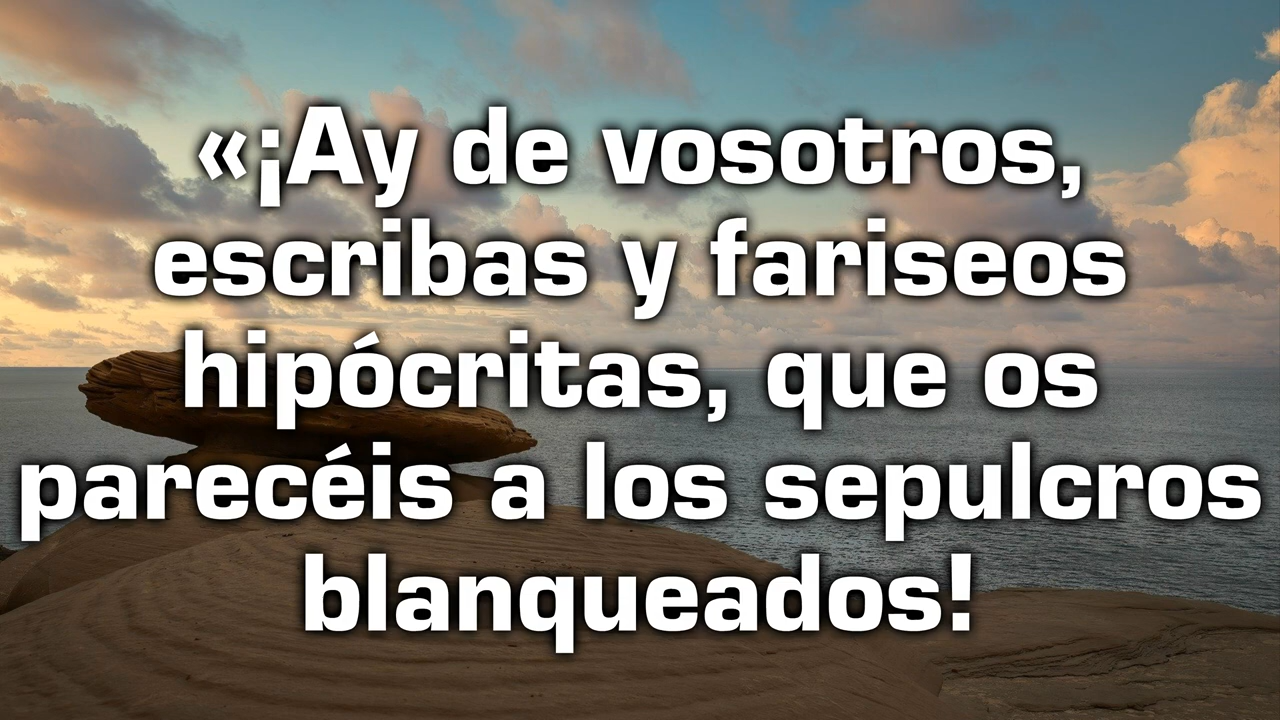 «¡Ay de vosotros,
escribas y fariseos
hipócritas, que os
parecéis a los sepulcros
blanqueados!